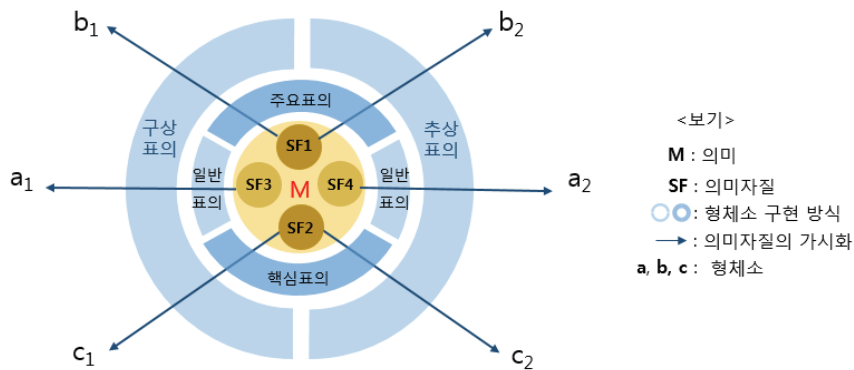 b1
b2
주요표의
구상
표의
추상
표의
SF1
일반
표의
SF3
M
SF4
일반
표의
a1
a2
SF2
핵심표의
c1
c2
<보기>
M : 의미
SF : 의미자질
: 형체소 구현 방식
: 의미자질의 가시화
a, b, c : 형체소